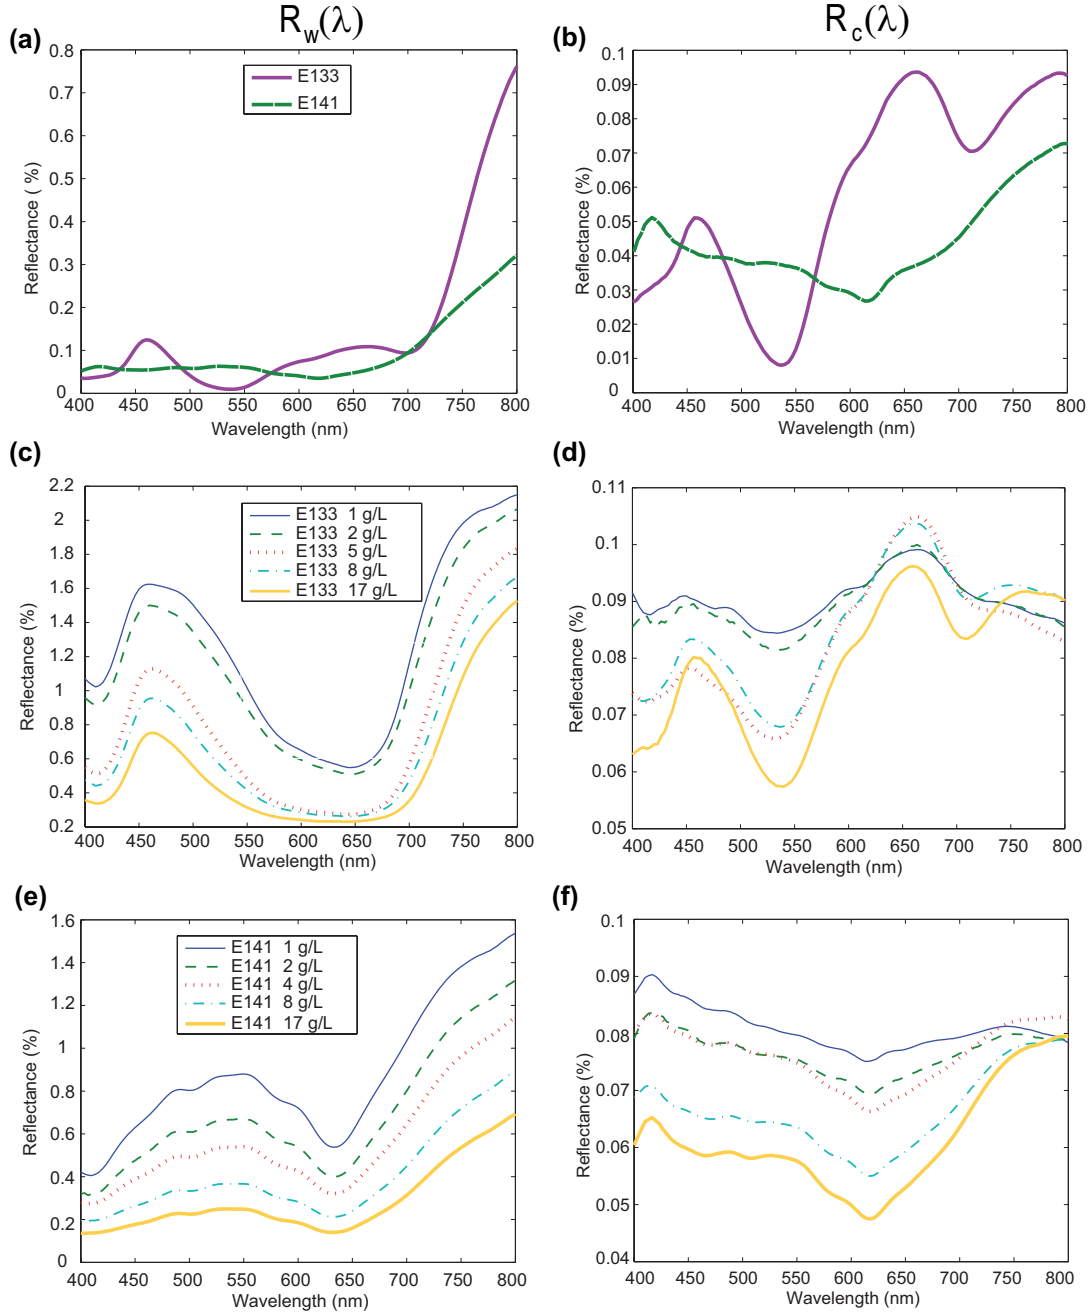 R_w(λ)
R_c(λ)
(a)
0.8
0.7
0.6
0.5
0.4
0.3
0.2
0.1
0
Reflectance ( %)
E133
E141
400 450 500 550 600 650 700 750 800
Wavelength (nm)
(b)
0.1
0.09
0.08
0.07
0.06
0.05
0.04
0.03
0.02
0.01
0
Reflectance (%)
400 450 500 550 600 650 700 750 800
Wavelength (nm)
(c)
2.2
2
1.8
1.6
1.4
1.2
1
0.8
0.6
0.4
0.2
Reflectance (%)
E133 1 g/L
E133 2 g/L
E133 5 g/L
E133 8 g/L
E133 17 g/L
400 450 500 550 600 650 700 750 800
Wavelength (nm)
(d)
0.11
0.1
0.09
0.08
0.07
0.06
0.05
Reflectance (%)
400 450 500 550 600 650 700 750 800
Wavelength (nm)
(e)
1.6
1.4
1.2
1
0.8
0.6
0.4
0.2
0
Reflectance (%)
E141 1 g/L
E141 2 g/L
E141 4 g/L
E141 8 g/L
E141 17 g/L
400 450 500 550 600 650 700 750 800
Wavelength (nm)
(f)
0.1
0.09
0.08
0.07
0.06
0.05
0.04
Reflectance (%)
400 450 500 550 600 650 700 750 800
Wavelength (nm)